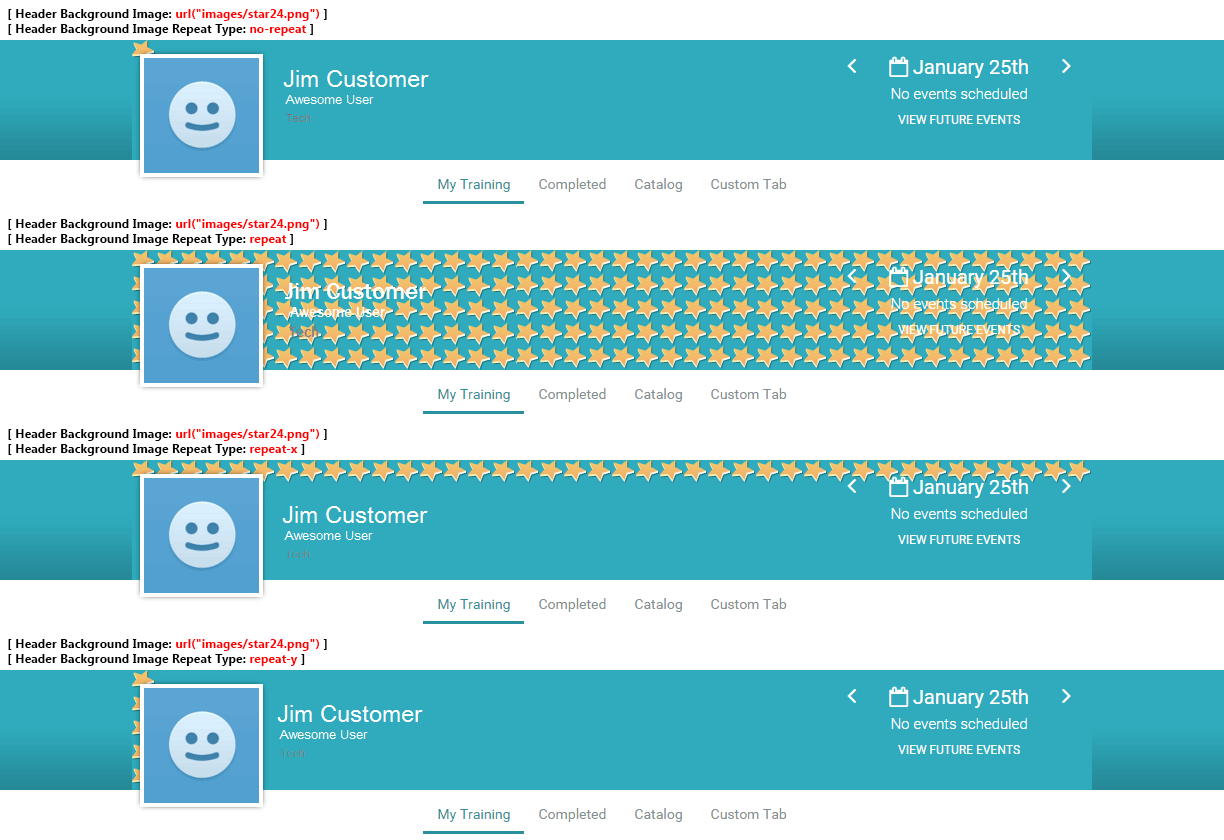 [ Header Background Image: url("images/star24.png") ]
[ Header Background Image Repeat Type: no-repeat ]
Jim Customer
Awesome User
Tech
January 25th
No events scheduled
VIEW FUTURE EVENTS
My Training Completed Catalog Custom Tab
[ Header Background Image: url("images/star24.png") ]
[ Header Background Image Repeat Type: repeat ]
Jim Customer
Awesome User
Tech
January 25th
No events scheduled
VIEW FUTURE EVENTS
My Training Completed Catalog Custom Tab
[ Header Background Image: url("images/star24.png") ]
[ Header Background Image Repeat Type: repeat-x ]
Jim Customer
Awesome User
Tech
January 25th
No events scheduled
VIEW FUTURE EVENTS
My Training Completed Catalog Custom Tab
[ Header Background Image: url("images/star24.png") ]
[ Header Background Image Repeat Type: repeat-y ]
Jim Customer
Awesome User
Tech
January 25th
No events scheduled
VIEW FUTURE EVENTS
My Training Completed Catalog Custom Tab